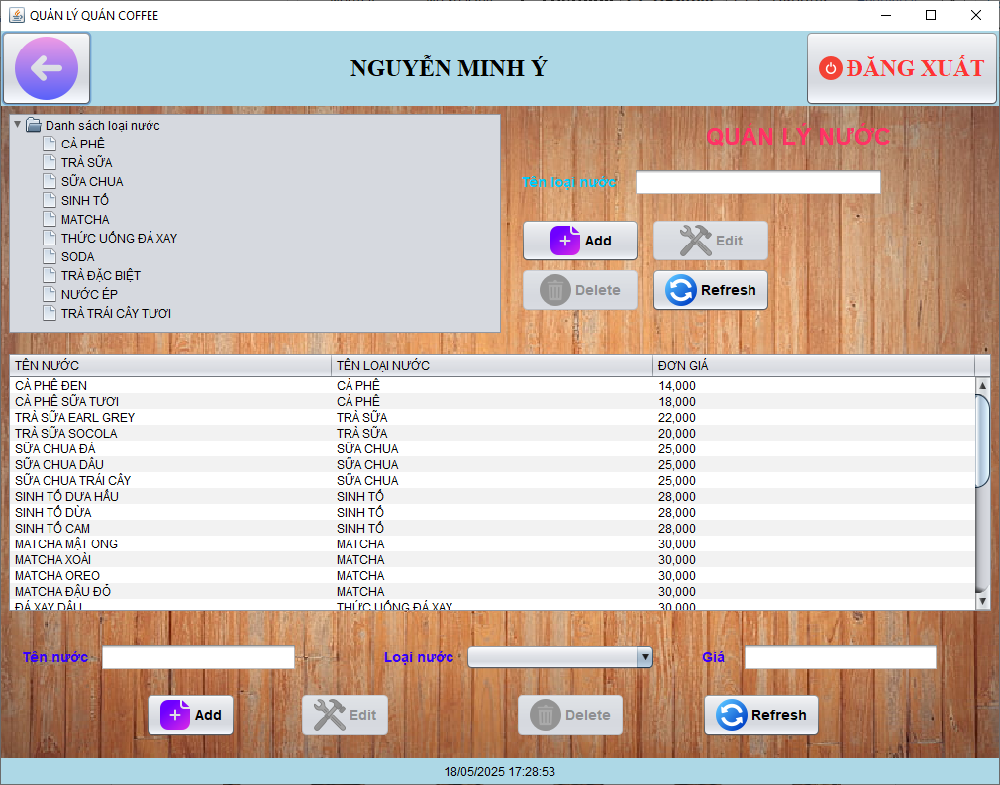 QUẢN LÝ QUÁN COFFEE
NGUYỄN MINH Ý
ĐĂNG XUẤT
Danh sách loại nước
CÀ PHÊ
TRÀ SỮA
SỮA CHUA
SINH TỐ
MATCHA
THỨC UỐNG ĐÁ XAY
SODA
TRÀ ĐẶC BIỆT
NƯỚC ÉP
TRÀ TRÁI CÂY TƯƠI
QUẢN LÝ NƯỚC
Tên loại nước
Add Edit
Delete Refresh
TÊN NƯỚC TÊN LOẠI NƯỚC ĐƠN GIÁ
CÀ PHÊ ĐEN CÀ PHÊ 14,000
CÀ PHÊ SỮA TƯƠI CÀ PHÊ 18,000
TRÀ SỮA EARL GREY TRÀ SỮA 22,000
TRÀ SỮA SOCOLA TRÀ SỮA 20,000
SỮA CHUA ĐÁ SỮA CHUA 25,000
SỮA CHUA DÂU SỮA CHUA 25,000
SỮA CHUA TRÁI CÂY SỮA CHUA 25,000
SINH TỐ DƯA HẤU SINH TỐ 28,000
SINH TỐ DỪA SINH TỐ 28,000
SINH TỐ CAM SINH TỐ 28,000
MATCHA MẬT ONG MATCHA 30,000
MATCHA XOÀI MATCHA 30,000
MATCHA OREO MATCHA 30,000
MATCHA ĐẬU ĐỎ MATCHA 30,000
ĐÁ XAY DÂU THỨC UỐNG ĐÁ XAY 30,000
Tên nước Loại nước Giá
Add Edit Delete Refresh
18/05/2025 17:28:53